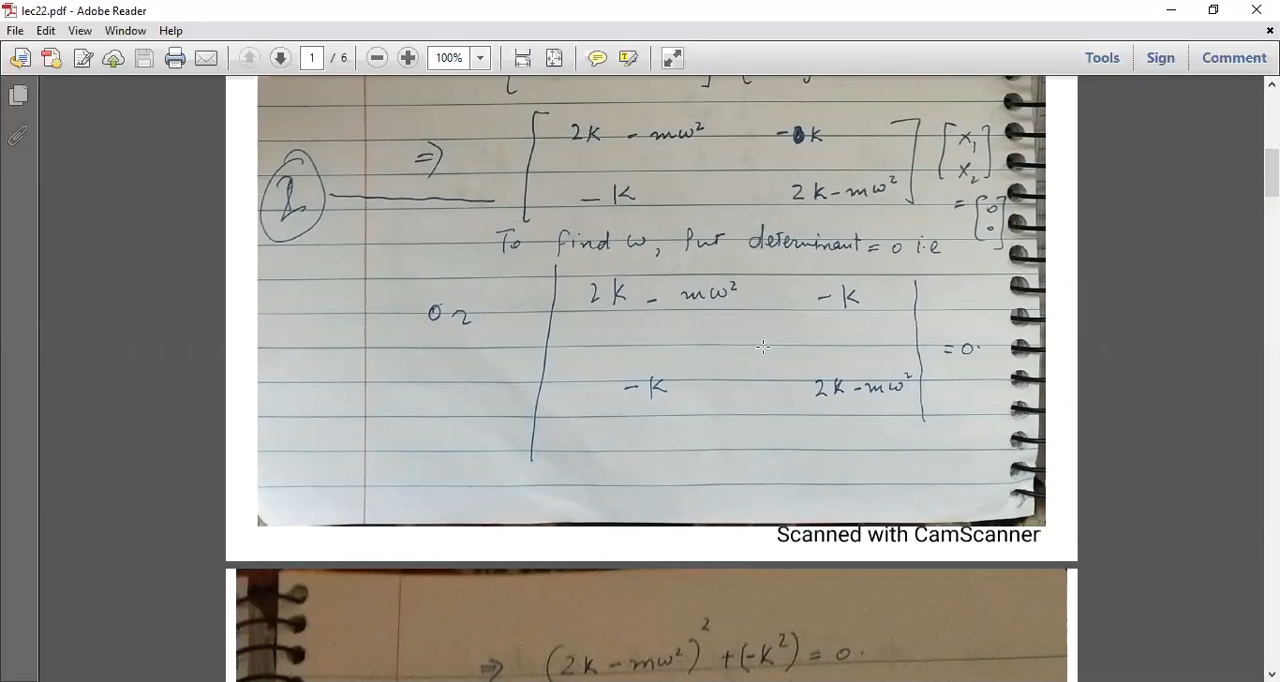 lec22.pdf - Adobe Reader
File Edit View Window Help
1 / 6 100% Tools Sign Comment
⇒ [ 2K - mω² -k ] [ x₁ ]
1 [ -K 2K - mω² ] [ x₂ ]
= [ 0 0 ]
To find ω, Put determinant = 0 i.e
or | 2K - mω² -K |
= 0.
| -K 2K - mω² |
Scanned with CamScanner
⇒ (2K - mω²)² + (-K²) = 0.